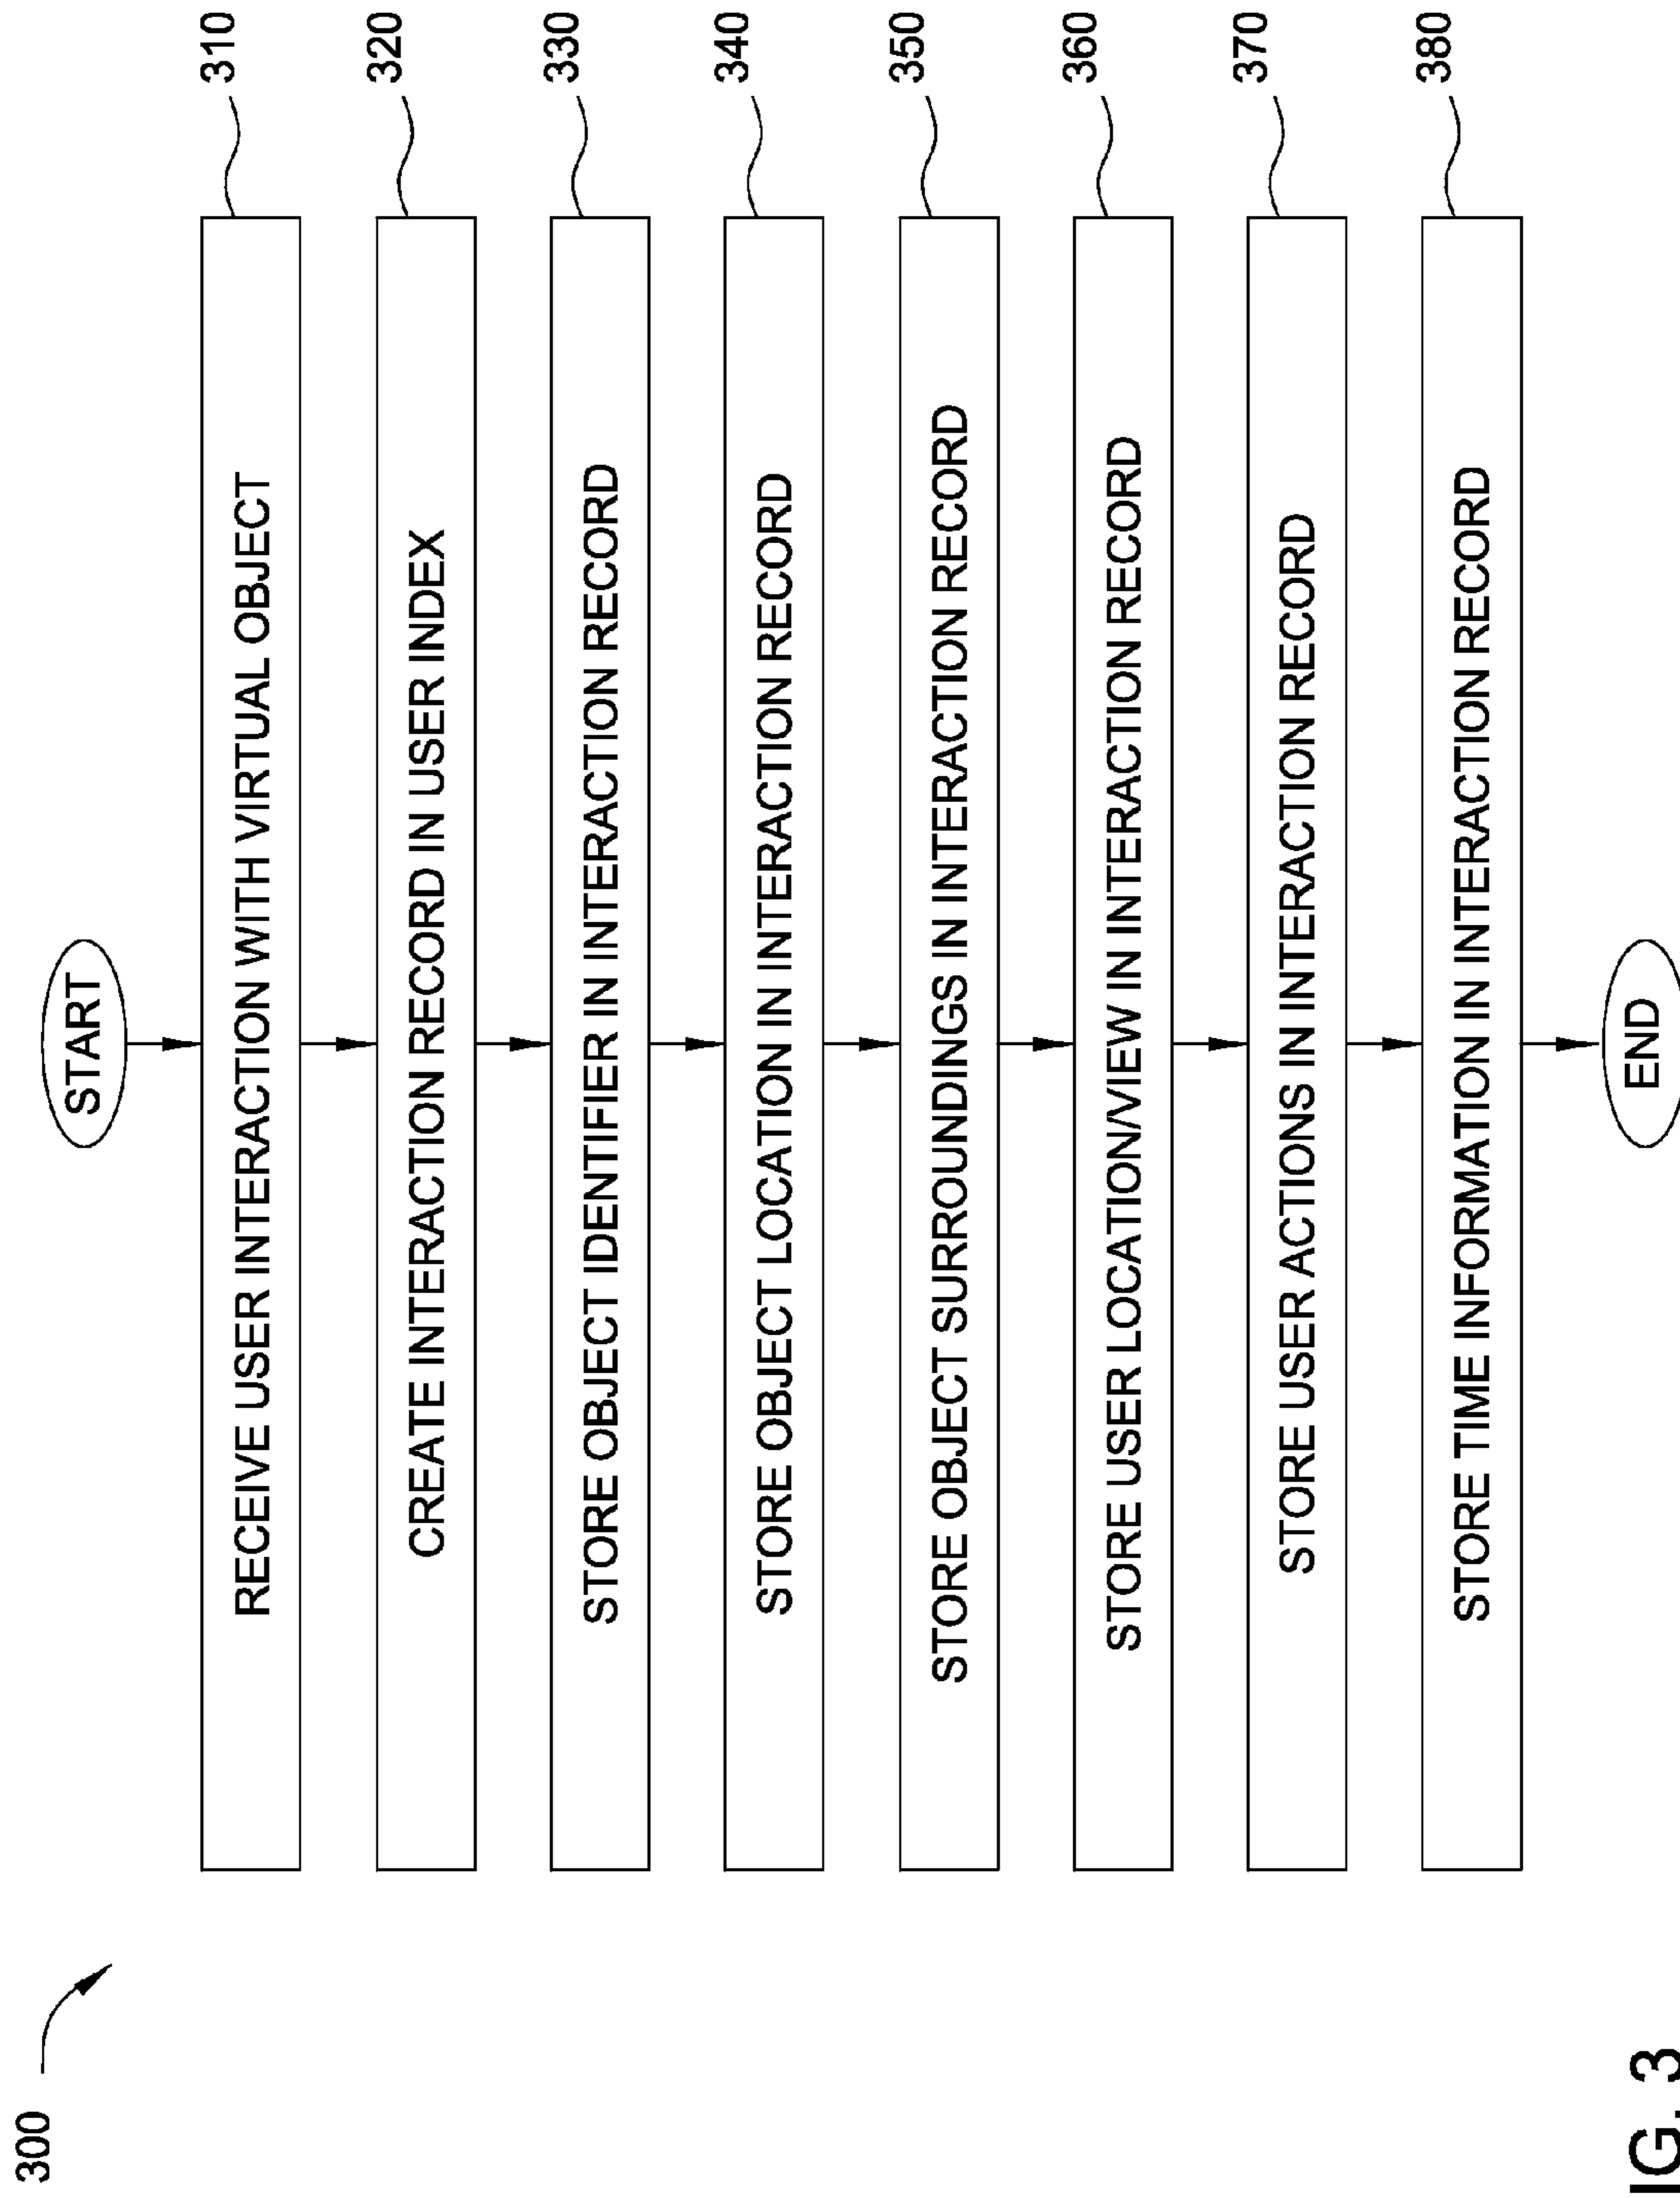 300
START
RECEIVE USER INTERACTION WITH VIRTUAL OBJECT
310
CREATE INTERACTION RECORD IN USER INDEX
320
STORE OBJECT IDENTIFIER IN INTERACTION RECORD
330
STORE OBJECT LOCATION IN INTERACTION RECORD
340
STORE OBJECT SURROUNDINGS IN INTERACTION RECORD
350
STORE USER LOCATION/VIEW IN INTERACTION RECORD
360
STORE USER ACTIONS IN INTERACTION RECORD
370
STORE TIME INFORMATION IN INTERACTION RECORD
380
END
IG. 3